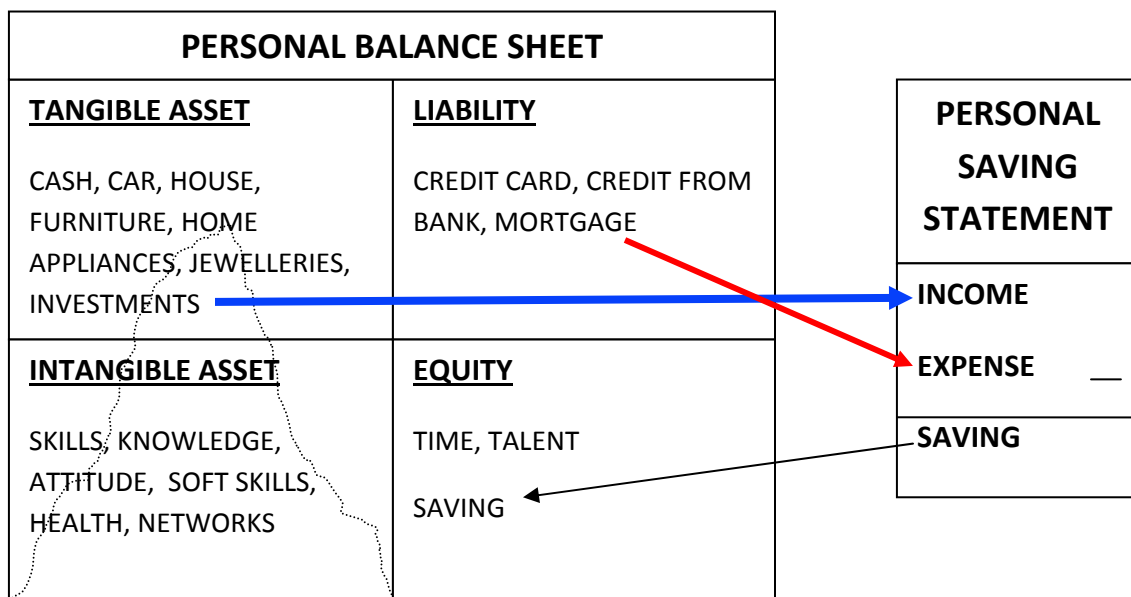 PERSONAL BALANCE SHEET
TANGIBLE ASSET
CASH, CAR, HOUSE,
FURNITURE, HOME
APPLIANCES, JEWELLERIES,
INVESTMENTS
LIABILITY
CREDIT CARD, CREDIT FROM
BANK, MORTGAGE
INTANGIBLE ASSET
SKILLS, KNOWLEDGE,
ATTITUDE, SOFT SKILLS,
HEALTH, NETWORKS
EQUITY
TIME, TALENT
SAVING
PERSONAL
SAVING
STATEMENT
INCOME
EXPENSE __
SAVING